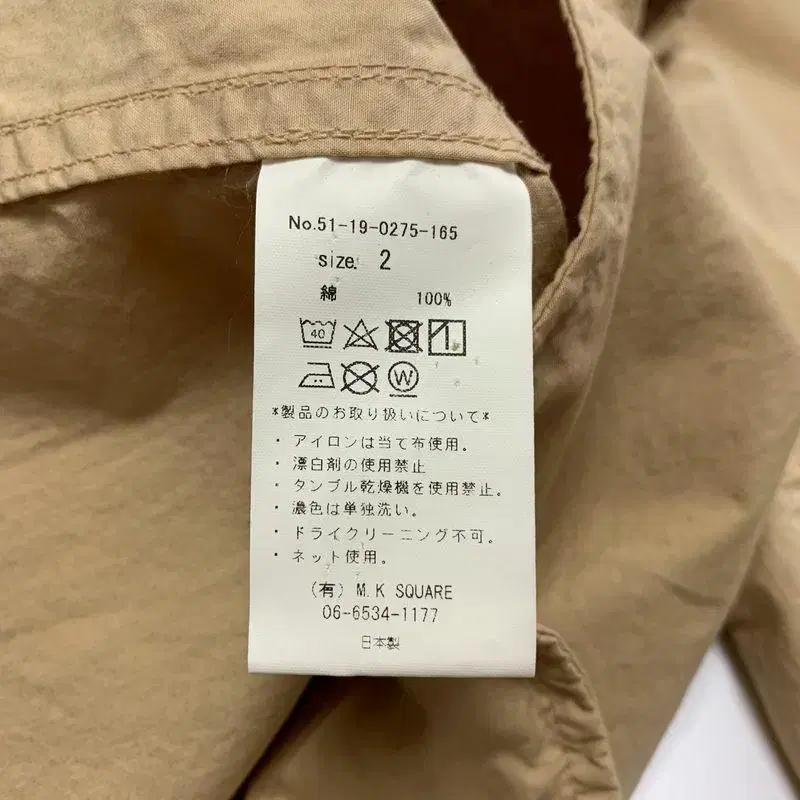 No.51-19-0275-165
size. 2
綿 100%
40
W
*製品のお取り扱いについて*
・アイロンは当て布使用。
・漂白剤の使用禁止
・タンブル乾燥機を使用禁止。
・濃色は単独洗い。
・ドライクリーニング不可。
・ネット使用。
(有) M.K SQUARE
06-6534-1177
日本製